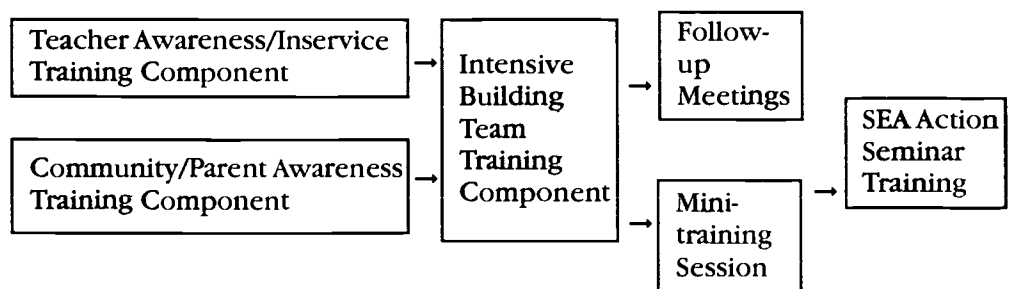 Teacher Awareness/Inservice
Training Component
Community/Parent Awareness
Training Component
Intensive
Building
Team
Training
Component
Follow-
up
Meetings
Mini-
training
Session
SEA Action
Seminar
Training